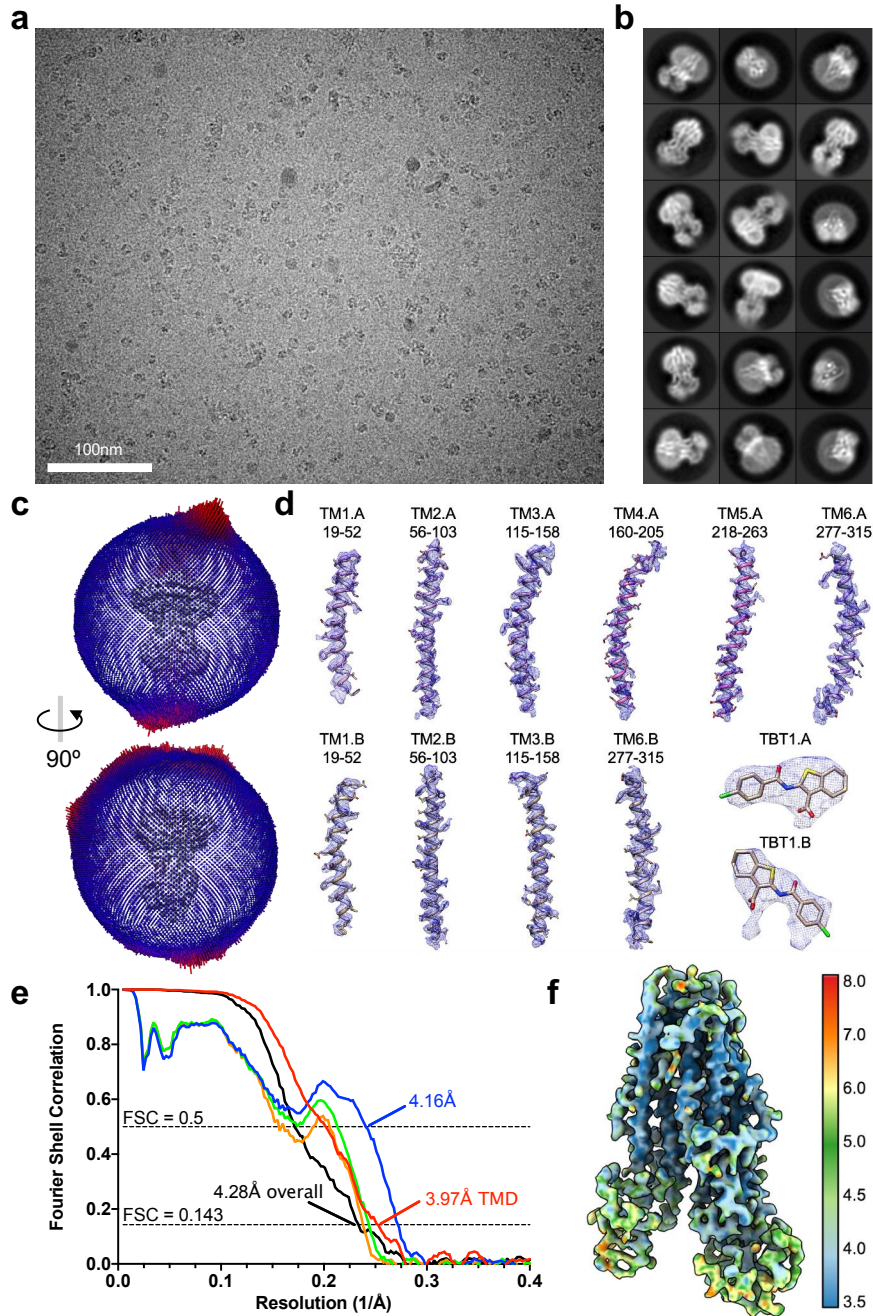 a
b
100nm
c
d
TM1.A TM2.A TM3.A TM4.A TM5.A TM6.A
19-52 56-103 115-158 160-205 218-263 277-315
90º
TM1.B TM2.B TM3.B TM6.B TBT1.A
19-52 56-103 115-158 277-315
TBT1.B
e
f
1.0
0.8
0.6
0.4
0.2
0.0
Fourier Shell Correlation
FSC = 0.5
FSC = 0.143
4.16Å
4.28Å overall
3.97Å TMD
0.0 0.1 0.2 0.3 0.4
Resolution (1/Å)
8.0
7.0
6.0
5.0
4.5
4.0
3.5